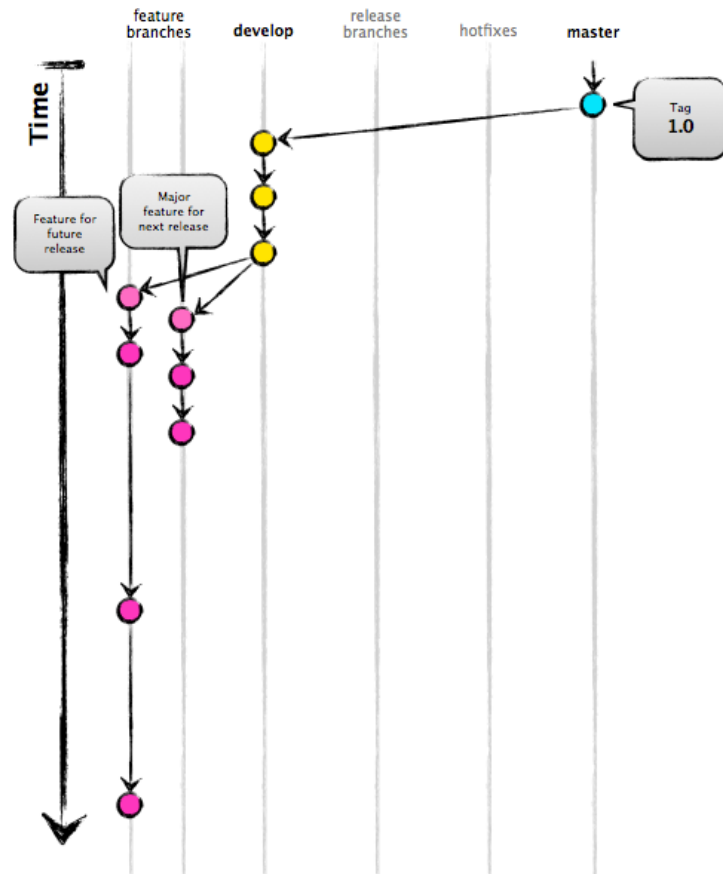 feature
branches
develop
release
branches
hotfixes
master
Time
Tag
1.0
Major
feature for
next release
Feature for
future
release